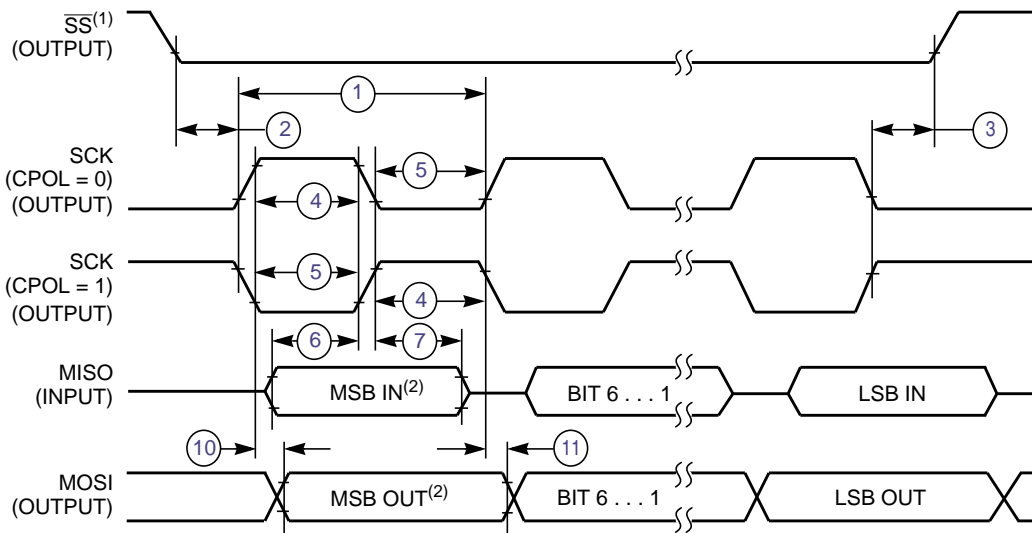 SS(1)
(OUTPUT)
1
2
3
SCK
(CPOL = 0)
(OUTPUT)
5
4
SCK
(CPOL = 1)
(OUTPUT)
5
4
6
7
MISO
(INPUT)
MSB IN(2)
BIT 6 . . . 1
LSB IN
10
11
MOSI
(OUTPUT)
MSB OUT(2)
BIT 6 . . . 1
LSB OUT